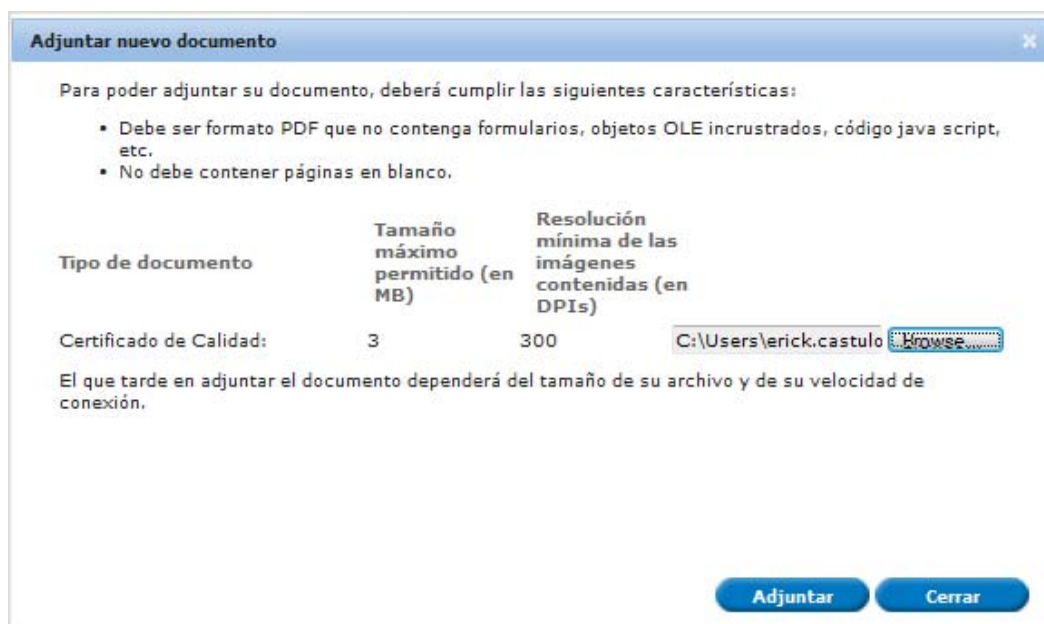 Adjuntar nuevo documento
Para poder adjuntar su documento, deberá cumplir las siguientes características:
• Debe ser formato PDF que no contenga formularios, objetos OLE incrustrados, código java script,
etc.
• No debe contener páginas en blanco.
Tipo de documento
Tamaño
máximo
permitido (en
MB)
Resolución
mínima de las
imágenes
contenidas (en
DPIs)
Certificado de Calidad: 3 300 C:\Users\erick.castulo Browse...
El que tarde en adjuntar el documento dependerá del tamaño de su archivo y de su velocidad de
conexión.
Adjuntar Cerrar